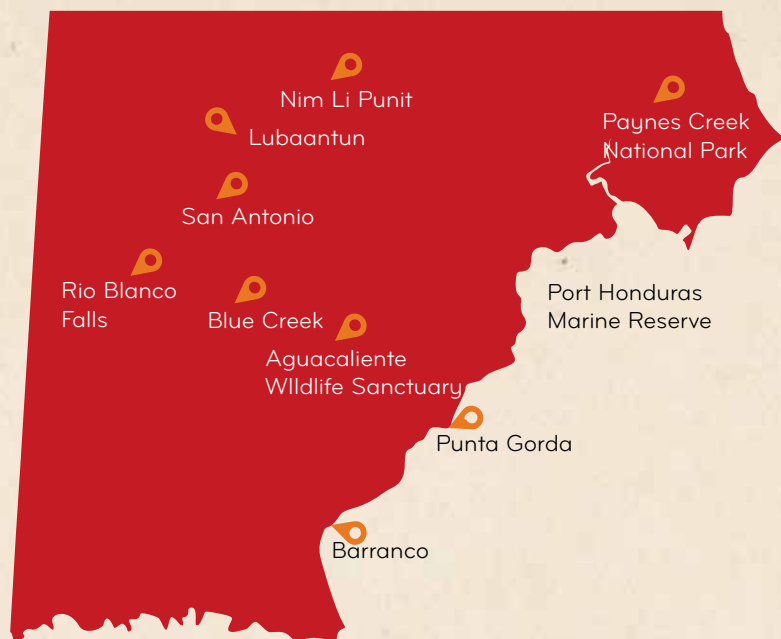 Nim Li Punit
Lubaantun
Paynes Creek
National Park
San Antonio
Rio Blanco
Falls
Blue Creek
Port Honduras
Marine Reserve
Aguacaliente
WIldlife Sanctuary
Punta Gorda
Barranco